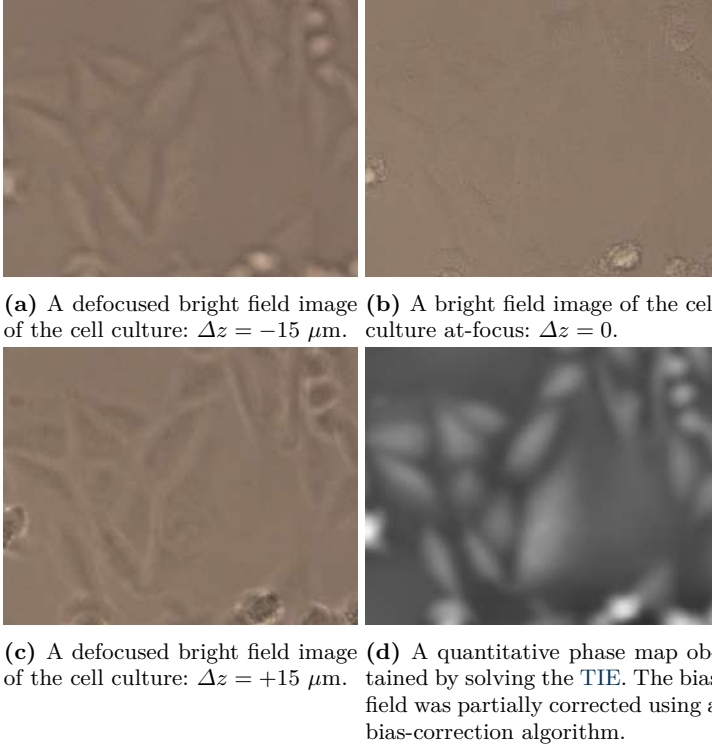 (a) A defocused bright field image
of the cell culture: Δz = −15 μm.
(b) A bright field image of the cel
culture at-focus: Δz = 0.
(c) A defocused bright field image
of the cell culture: Δz = +15 μm.
(d) A quantitative phase map ob-
tained by solving the TIE. The bias
field was partially corrected using a
bias-correction algorithm.